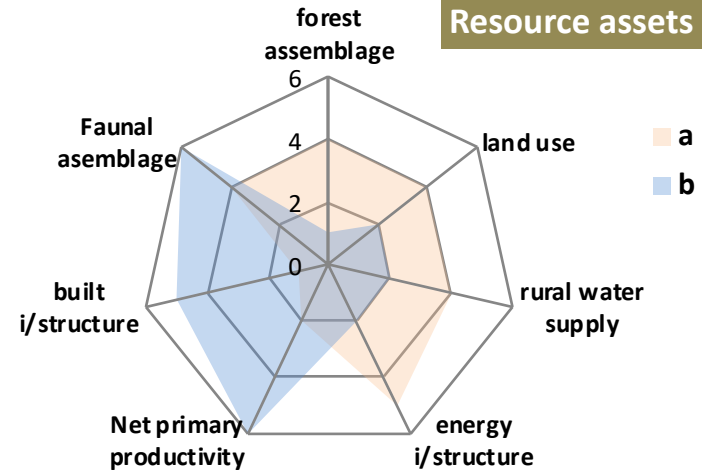 Resource assets
forest
assemblage
6
4
2
0
land use
rural water
supply
energy
i/structure
Net primary
productivity
built
i/structure
Faunal
asemblage
a
b